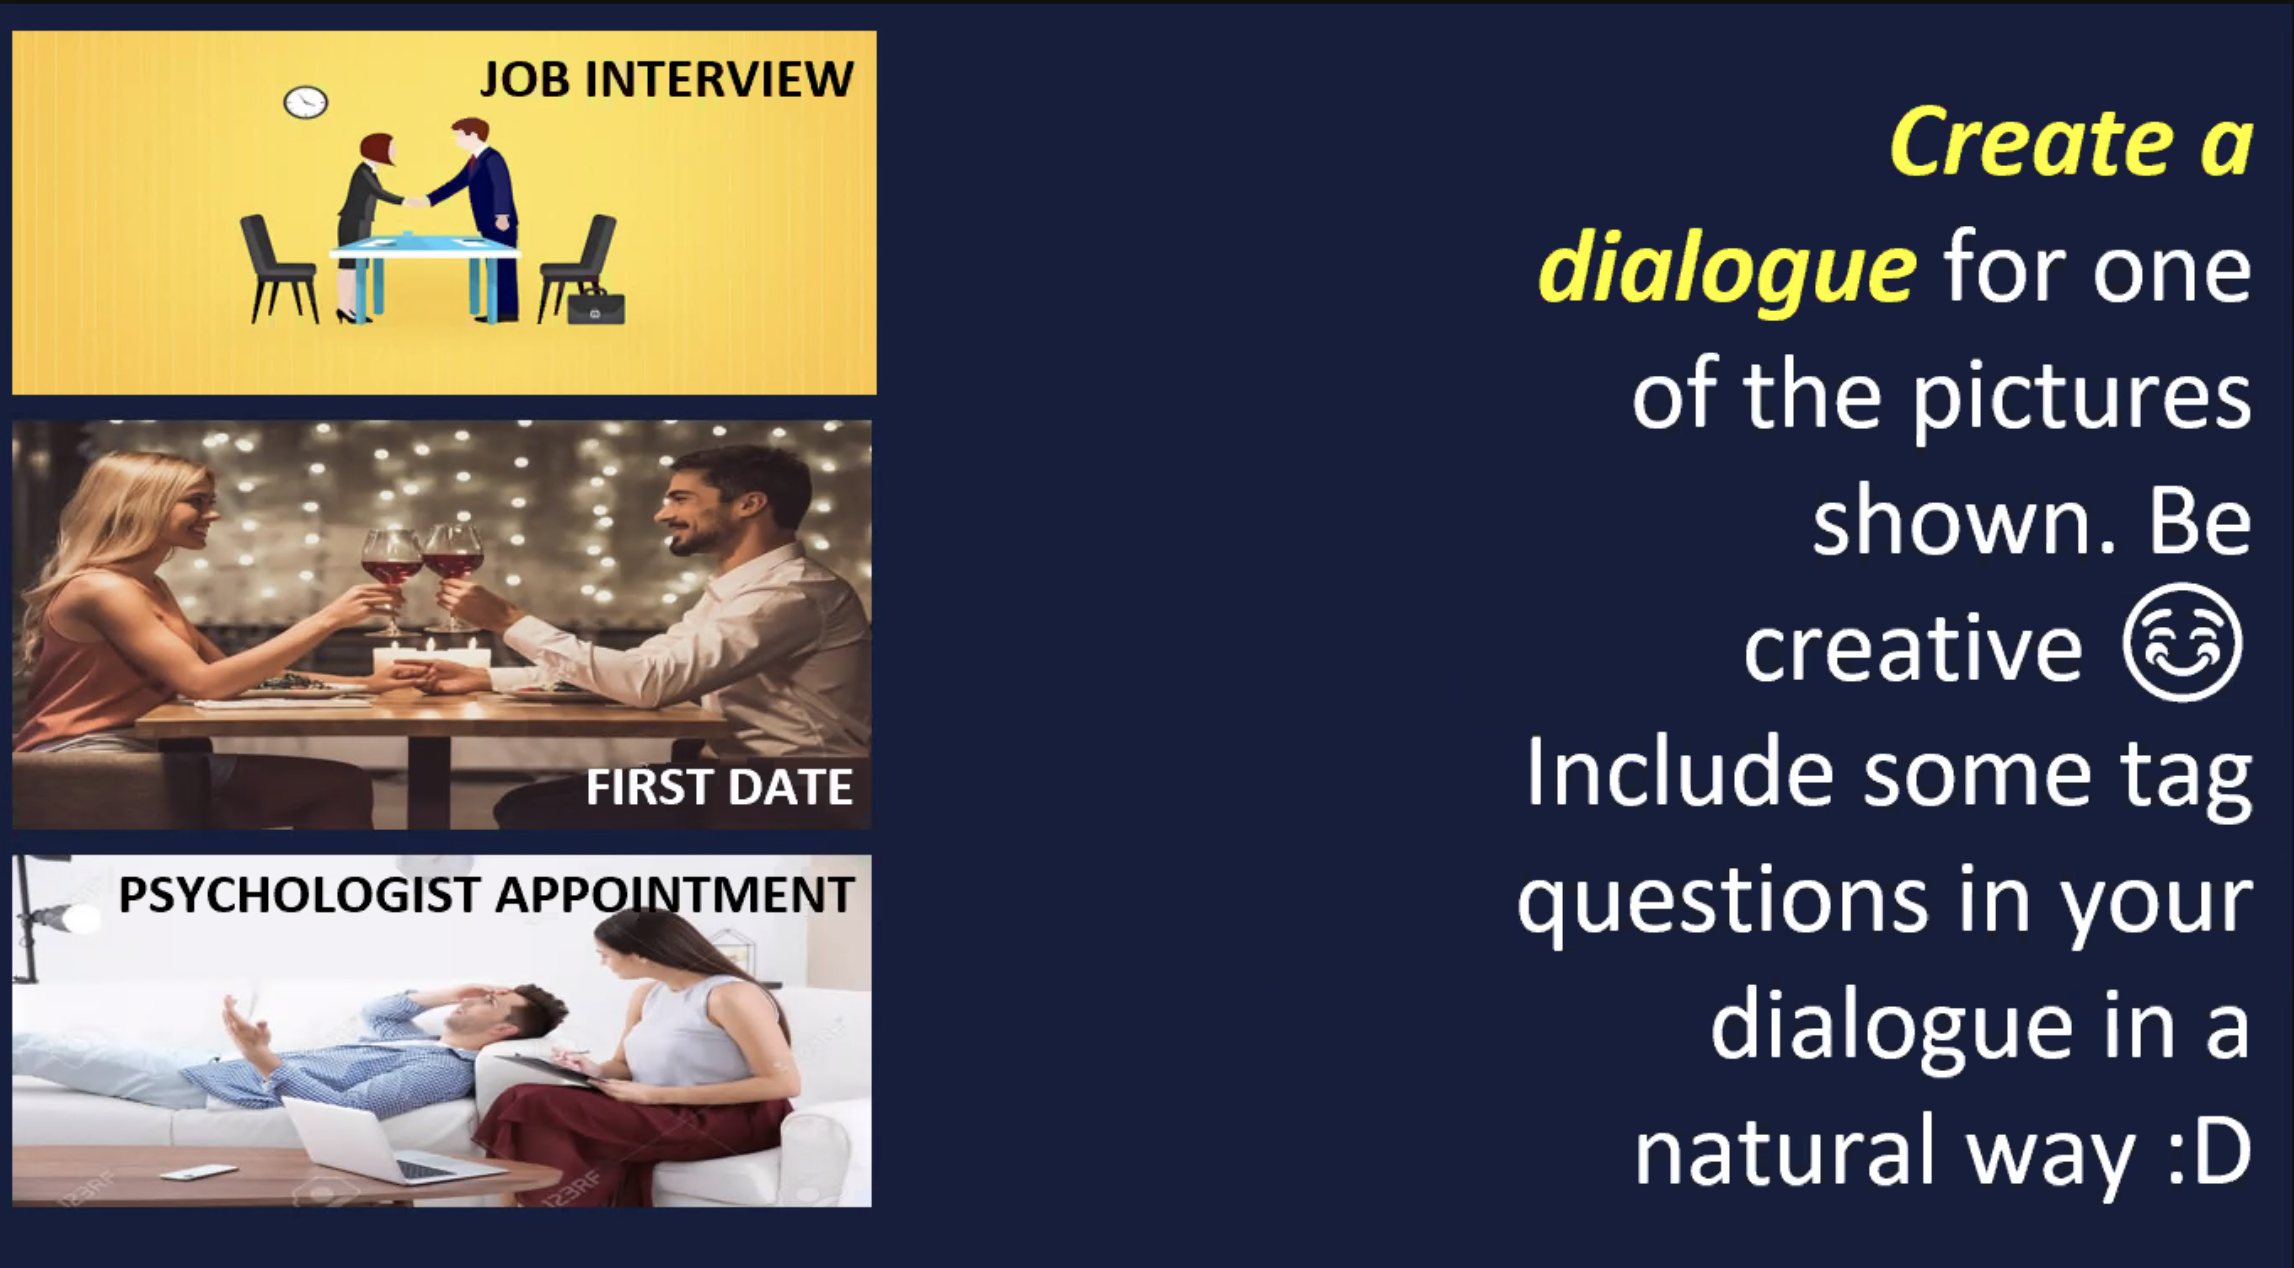 JOB INTERVIEW
FIRST DATE
PSYCHOLOGIST APPOINTMENT
123RF
123RF
Create a
dialogue for one
of the pictures
shown. Be
creative 😊
Include some tag
questions in your
dialogue in a
natural way :D